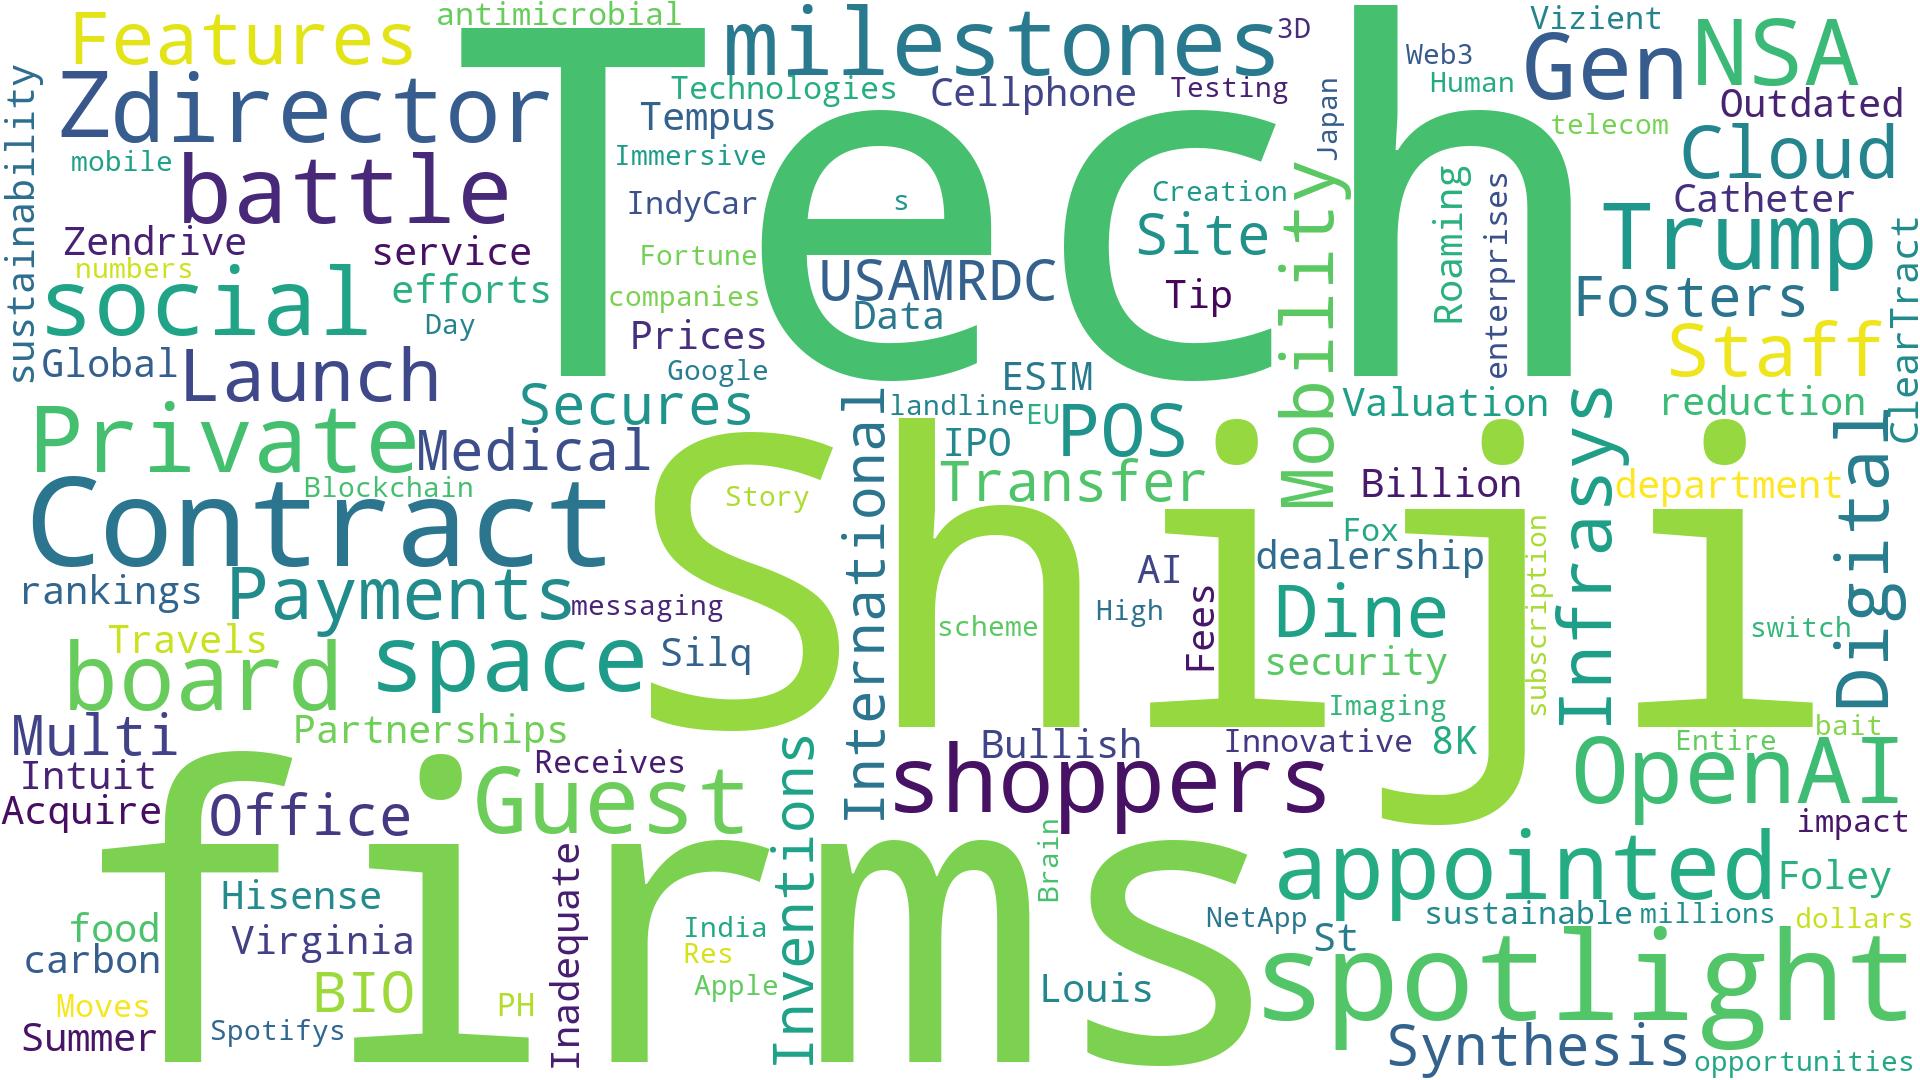 antimicrobial
Features
milestones
3D
Vizient
Gen
NSA
Web3
Human
Tech
Zdirector
Technologies
Cellphone
Testing
Japan
Outdated
telecom
Cloud
sustainability
mobile
battle
Tempus
Immersive
IndyCar
s
Creation
Site
Mobility
Roaming
enterprises
Catheter
Trump
Zendrive
service
numbers
social
efforts
Fortune
companies
USAMRDC
Data
Tip
Fosters
ClearTract
Day
Prices
Global
Launch
Google
ESIM
Staff
Secures
International
landline
EU
POS
IPO
Valuation
Infrasys
reduction
Digital
Private
Medical
Transfer
Billion
department
Blockchain
Contract
Story
Shiji
Fox
dealership
subscription
AI
rankings
Payments
messaging
scheme
High
Fees
Dine
switch
Travels
board
space
Silq
security
Imaging
bait
Multi
Partnerships
Bullish
Innovative
8K
Entire
Intuit
Receives
shoppers
OpenAI
Acquire
Office
Guest
Inventions
impact
firms
Brain
appointed
Foley
Hisense
Inadequate
food
Virginia
India
NetApp
St
sustainable
millions
dollars
carbon
Res
BIO
PH
Apple
Louis
spotlight
Moves
Summer
Spotifys
Synthesis
opportunities